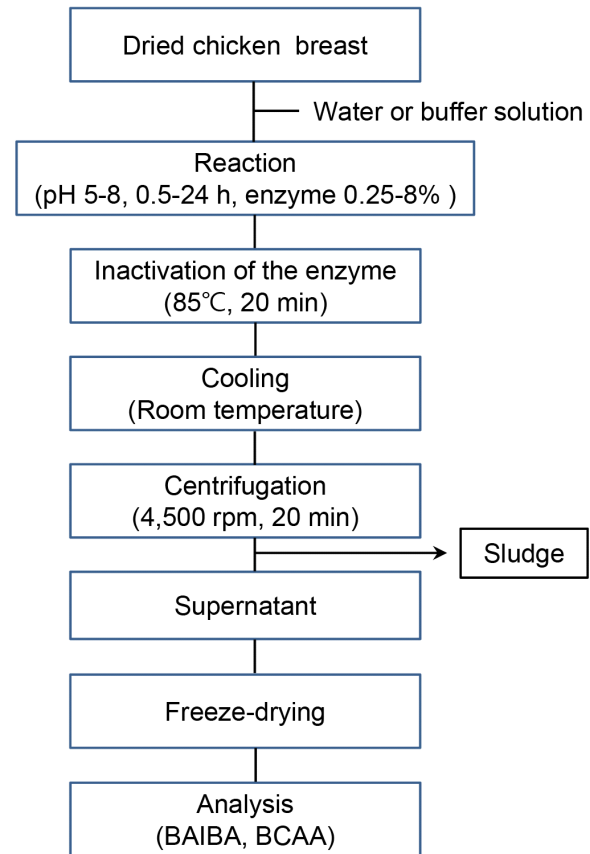 Dried chicken breast
Water or buffer solution
Reaction
(pH 5-8, 0.5-24 h, enzyme 0.25-8% )
Inactivation of the enzyme
(85℃, 20 min)
Cooling
(Room temperature)
Centrifugation
(4,500 rpm, 20 min)
Sludge
Supernatant
Freeze-drying
Analysis
(BAIBA, BCAA)